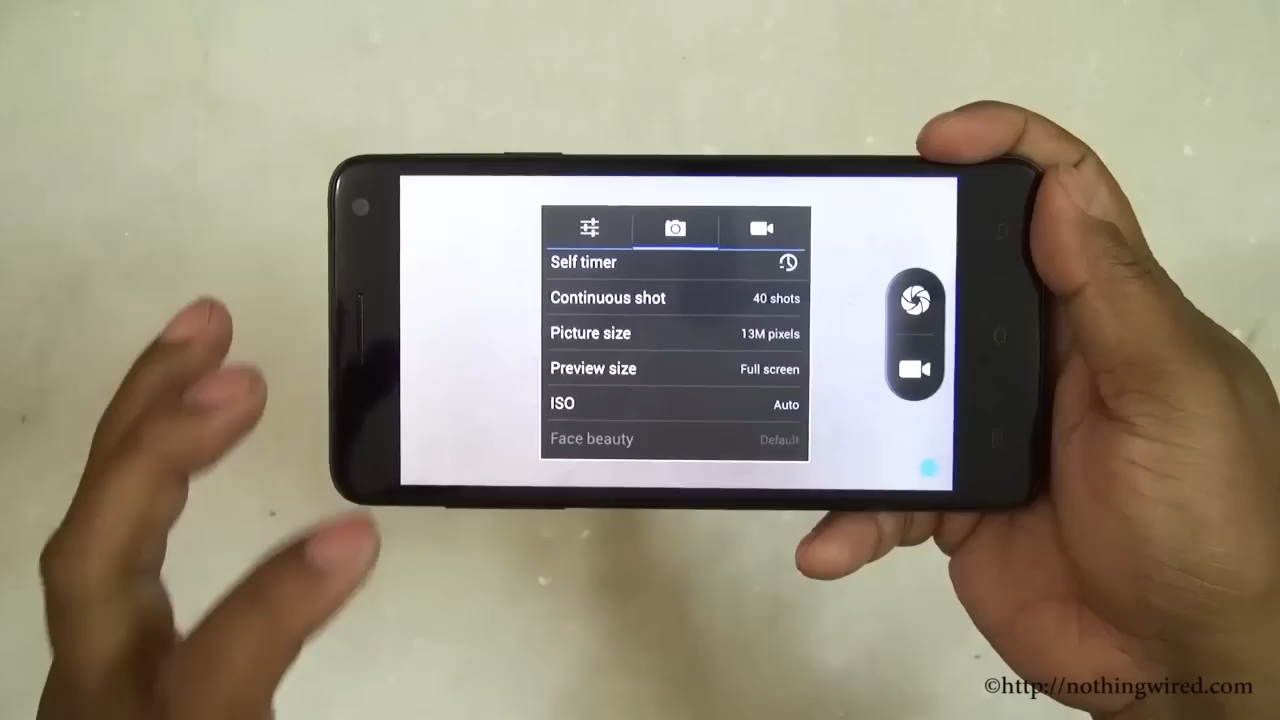 Self timer
Continuous shot 40 shots
Picture size 13M pixels
Preview size Full screen
ISO Auto
Face beauty Default
©http://nothingwired.com